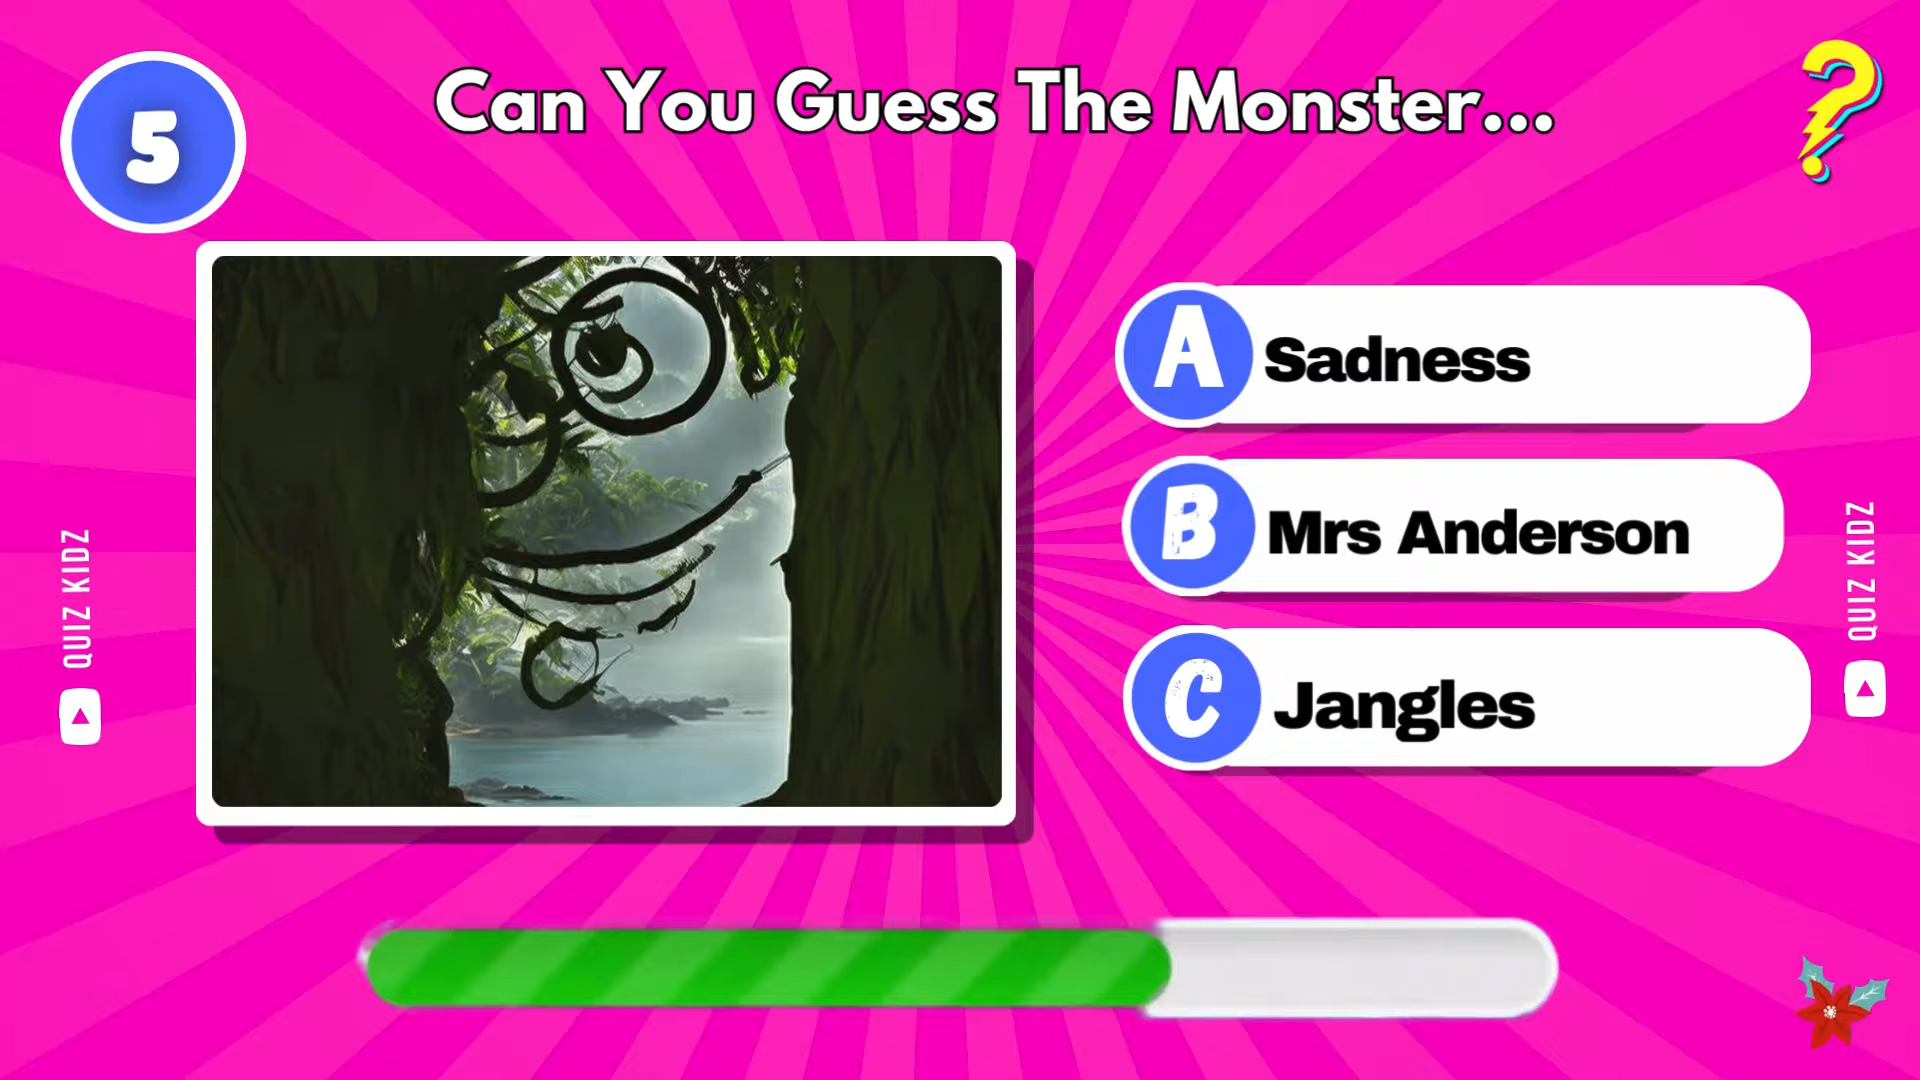 5
Can You Guess The Monster...
A Sadness
B Mrs Anderson
C Jangles
QUIZ KIDZ
QUIZ KIDZ